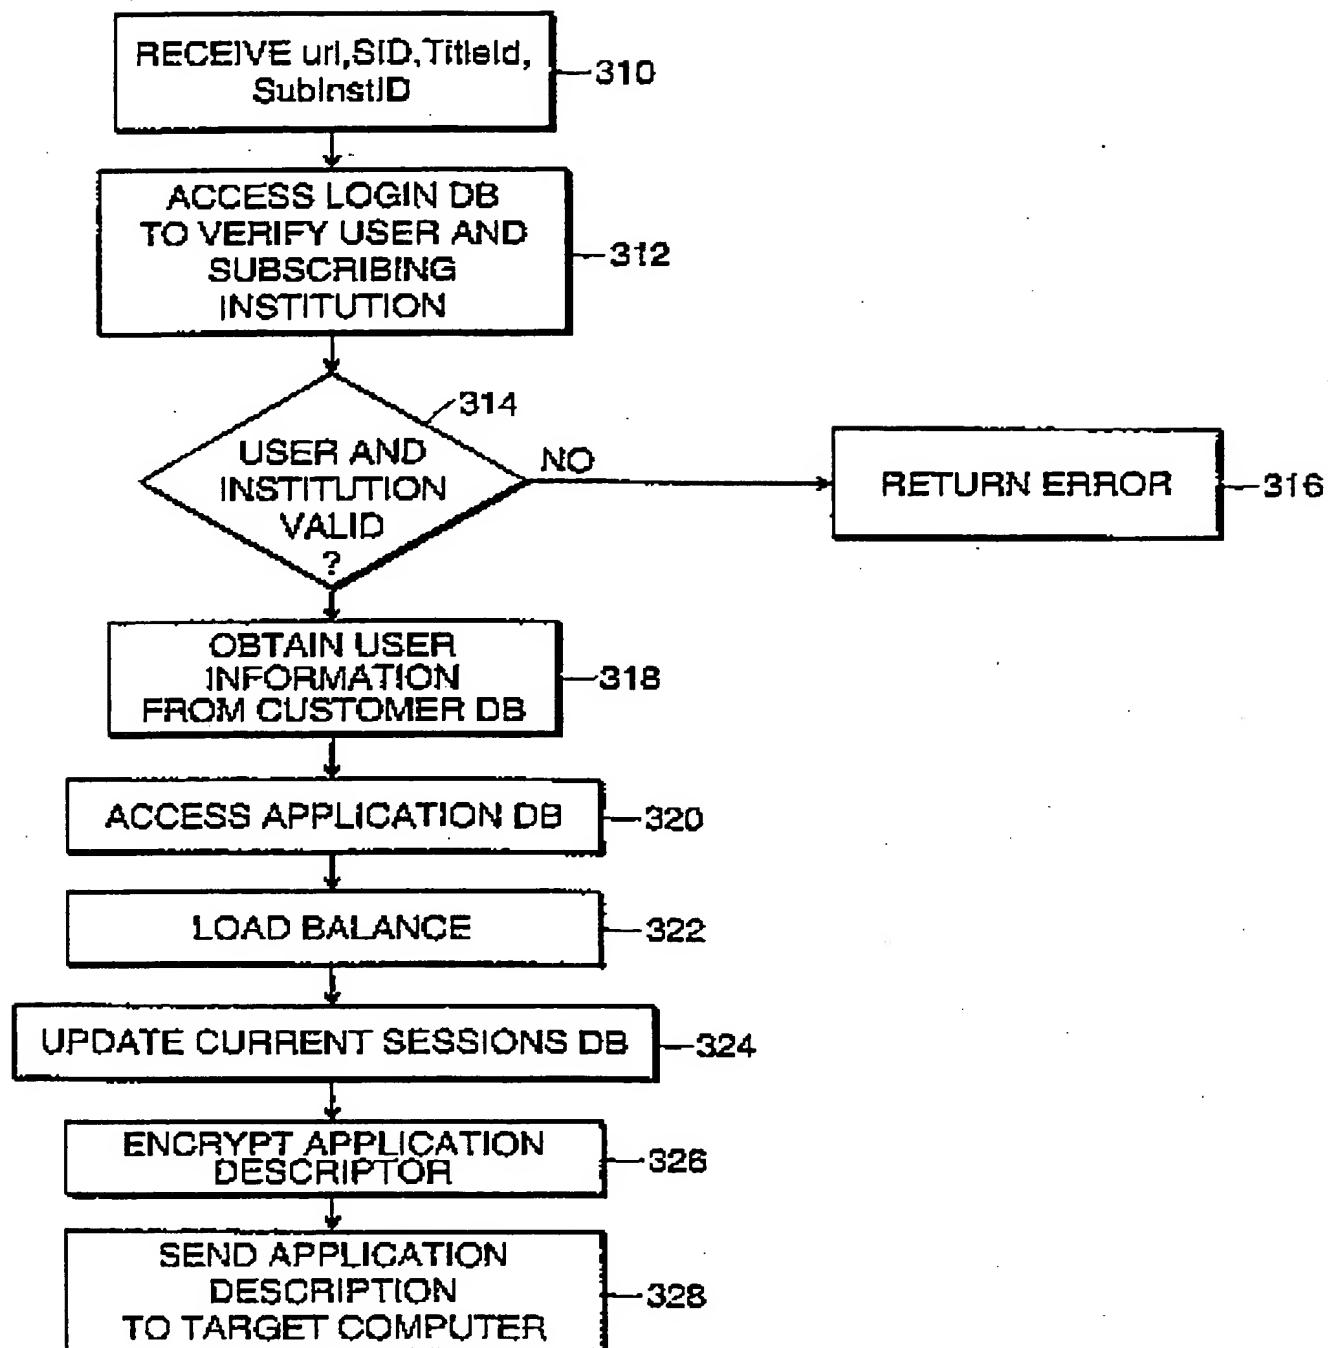 RECEIVE url,SID,TitleId,
SubInstID
310
ACCESS LOGIN DB
TO VERIFY USER AND
SUBSCRIBING
INSTITUTION
312
314
USER AND
INSTITUTION
VALID
?
NO
RETURN ERROR
316
OBTAIN USER
INFORMATION
FROM CUSTOMER DB
318
ACCESS APPLICATION DB
320
LOAD BALANCE
322
UPDATE CURRENT SESSIONS DB
324
ENCRYPT APPLICATION
DESCRIPTOR
326
SEND APPLICATION
DESCRIPTION
TO TARGET COMPUTER
328